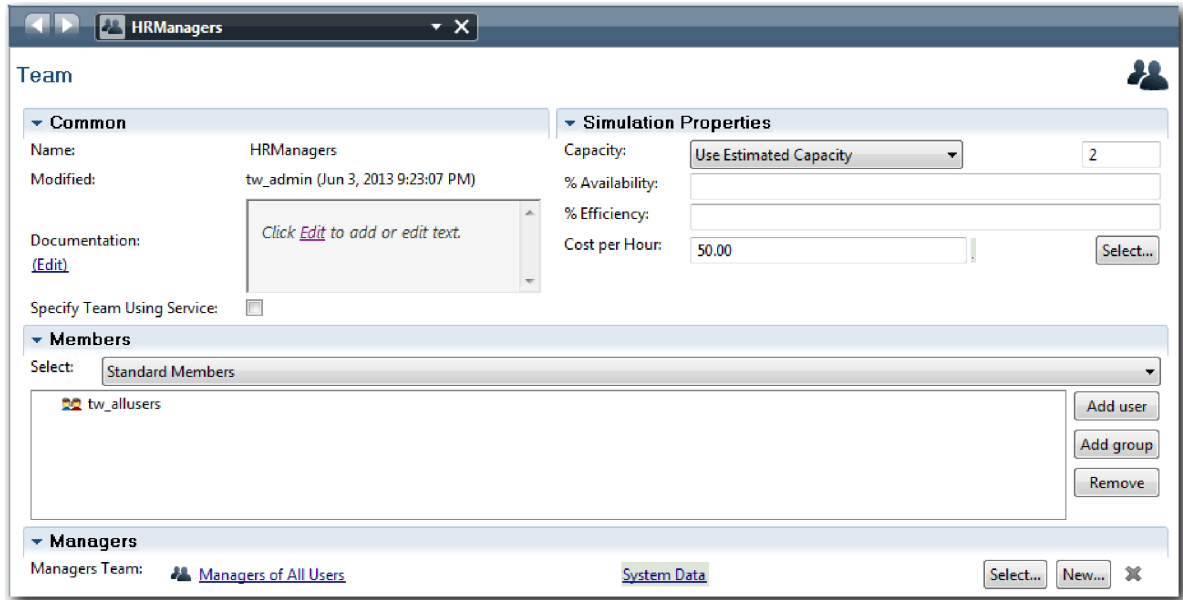 HRManagers
Team
Common
Name: HRManagers
Modified: tw_admin (Jun 3, 2013 9:23:07 PM)
Documentation:
(Edit)
Click Edit to add or edit text.
Specify Team Using Service:
Simulation Properties
Capacity: Use Estimated Capacity 2
% Availability:
% Efficiency:
Cost per Hour: 50.00 . Select...
Members
Select: Standard Members
tw_allusers
Add user
Add group
Remove
Managers
Managers Team: Managers of All Users System Data Select... New...